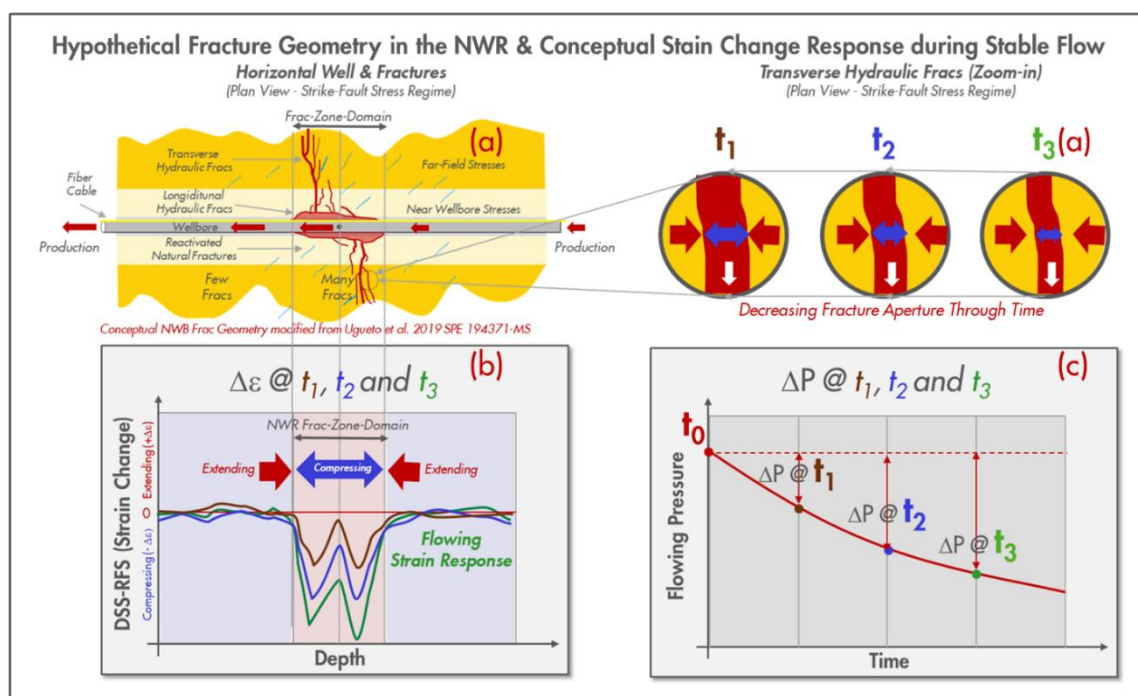 Hypothetical Fracture Geometry in the NWR & Conceptual Stain Change Response during Stable Flow
Horizontal Well & Fractures
(Plan View - Strike-Fault Stress Regime)
Frac-Zone-Domain
(a)
Transverse
Hydraulic Fracs
Far-Field Stresses
Fiber
Cable
Longiditunal
Hydraulic Fracs
Near Wellbore Stresses
Wellbore
Production
Reactivated
Natural Fractures
Production
Few
Fracs
Many
Fracs
Conceptual NWB Frac Geometry modified from Ugueto et al. 2019 SPE 194371-MS
Transverse Hydraulic Fracs (Zoom-in)
(Plan View - Strike-Fault Stress Regime)
t1
t2
t3(a)
Decreasing Fracture Aperture Through Time
(b)
Δε @ t1, t2 and t3
NWR Frac-Zone-Domain
Extending
Compressing
Extending
0
Flowing
Strain Response
DSS-RFS (Strain Change)
Compressing (-Δε)
Extending (+Δε)
Depth
(c)
ΔP @ t1, t2 and t3
t0
ΔP @ t1
ΔP @ t2
ΔP @ t3
Flowing Pressure
Time